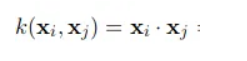 k(𝐱ᵢ, 𝐱ⱼ) = 𝐱ᵢ · 𝐱ⱼ :